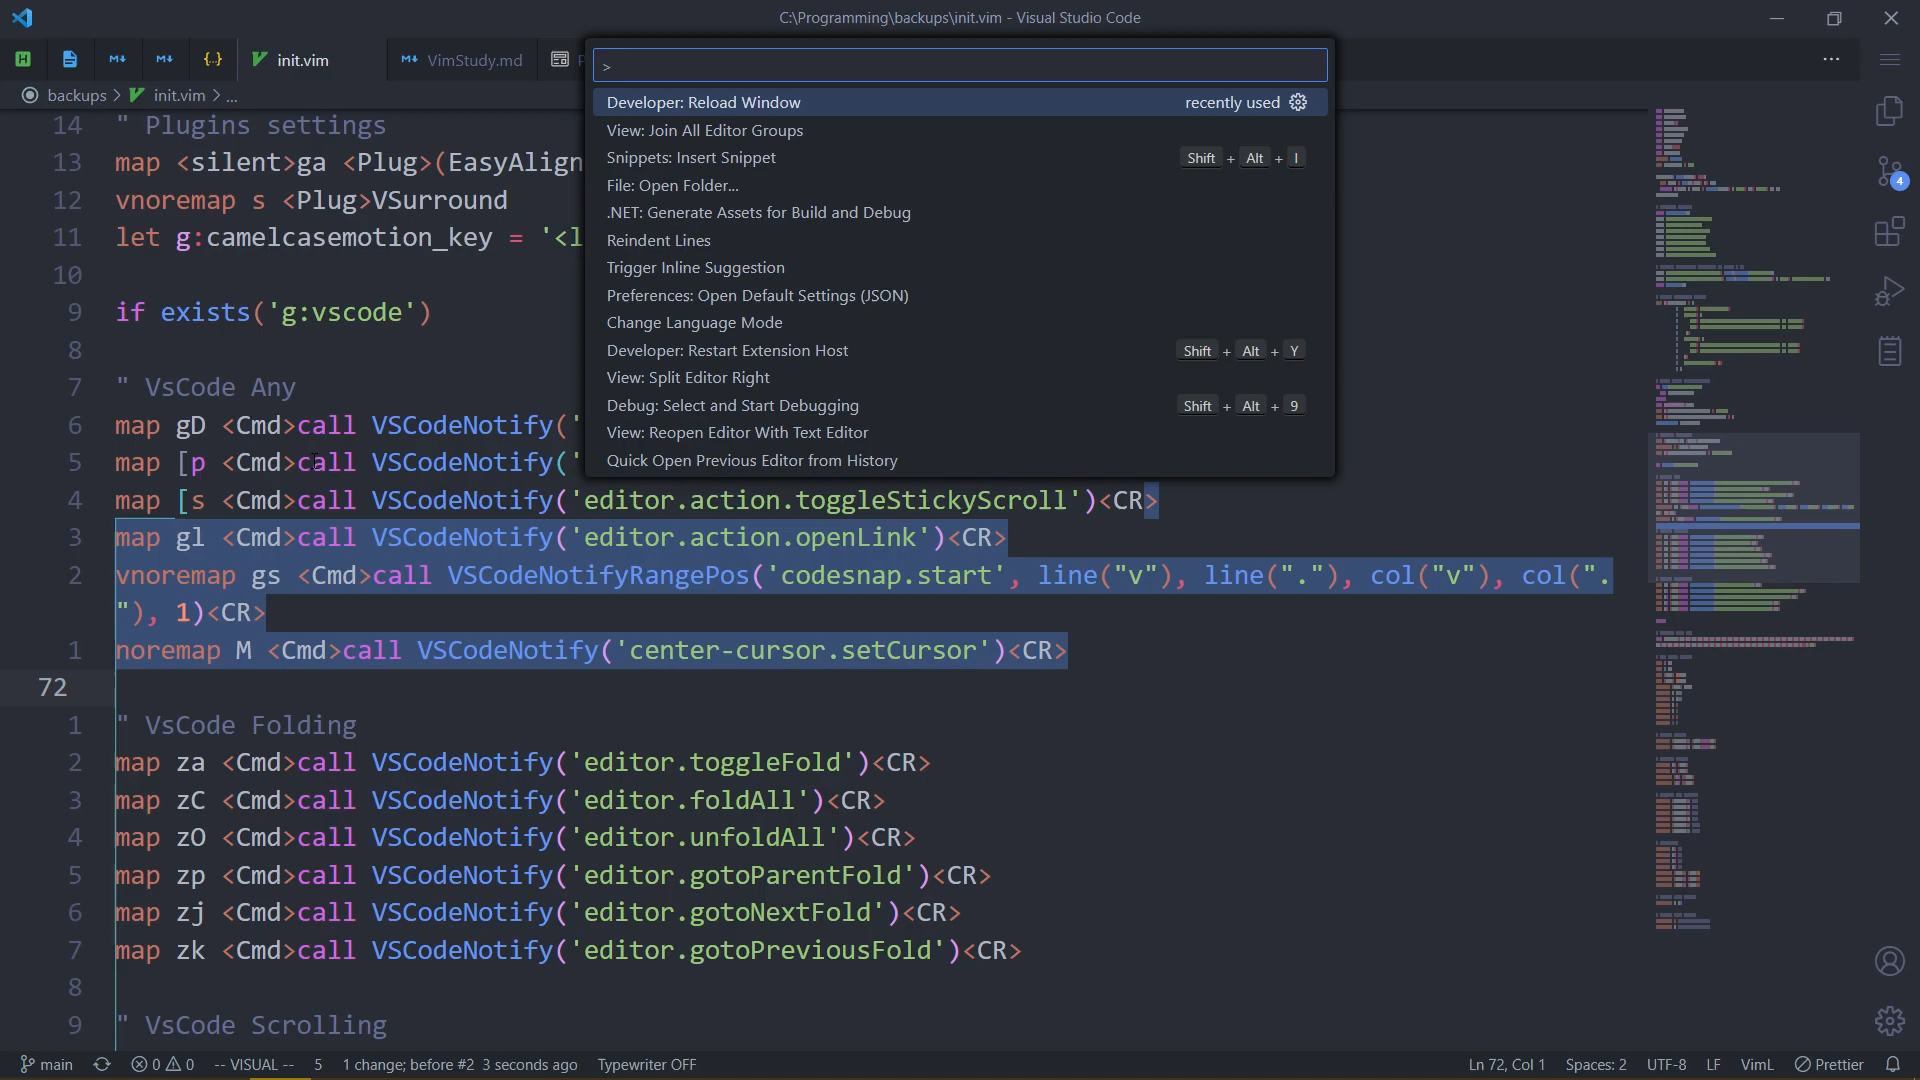 C:\Programming\backups\init.vim - Visual Studio Code
init.vim
VimStudy.md
backups > init.vim > ...
>
Developer: Reload Window recently used
View: Join All Editor Groups
Snippets: Insert Snippet Shift + Alt + I
File: Open Folder...
.NET: Generate Assets for Build and Debug
Reindent Lines
Trigger Inline Suggestion
Preferences: Open Default Settings (JSON)
Change Language Mode
Developer: Restart Extension Host Shift + Alt + Y
View: Split Editor Right
Debug: Select and Start Debugging Shift + Alt + 9
View: Reopen Editor With Text Editor
Quick Open Previous Editor from History
14 " Plugins settings
13 map <silent>ga <Plug>(EasyAlign
12 vnoremap s <Plug>VSurround
11 let g:camelcasemotion_key = '<l
10
9 if exists('g:vscode')
8
7 " VsCode Any
6 map gD <Cmd>call VSCodeNotify('
5 map [p <Cmd>call VSCodeNotify('
4 map [s <Cmd>call VSCodeNotify('editor.action.toggleStickyScroll')<CR>
3 map gl <Cmd>call VSCodeNotify('editor.action.openLink')<CR>
2 vnoremap gs <Cmd>call VSCodeNotifyRangePos('codesnap.start', line("v"), line("."), col("v"), col(".
"), 1)<CR>
1 noremap M <Cmd>call VSCodeNotify('center-cursor.setCursor')<CR>
72
1 " VsCode Folding
2 map za <Cmd>call VSCodeNotify('editor.toggleFold')<CR>
3 map zC <Cmd>call VSCodeNotify('editor.foldAll')<CR>
4 map zO <Cmd>call VSCodeNotify('editor.unfoldAll')<CR>
5 map zp <Cmd>call VSCodeNotify('editor.gotoParentFold')<CR>
6 map zj <Cmd>call VSCodeNotify('editor.gotoNextFold')<CR>
7 map zk <Cmd>call VSCodeNotify('editor.gotoPreviousFold')<CR>
8
9 " VsCode Scrolling
4
main 0 0 -- VISUAL -- 5 1 change; before #2 3 seconds ago Typewriter OFF Ln 72, Col 1 Spaces: 2 UTF-8 LF VimL Prettier